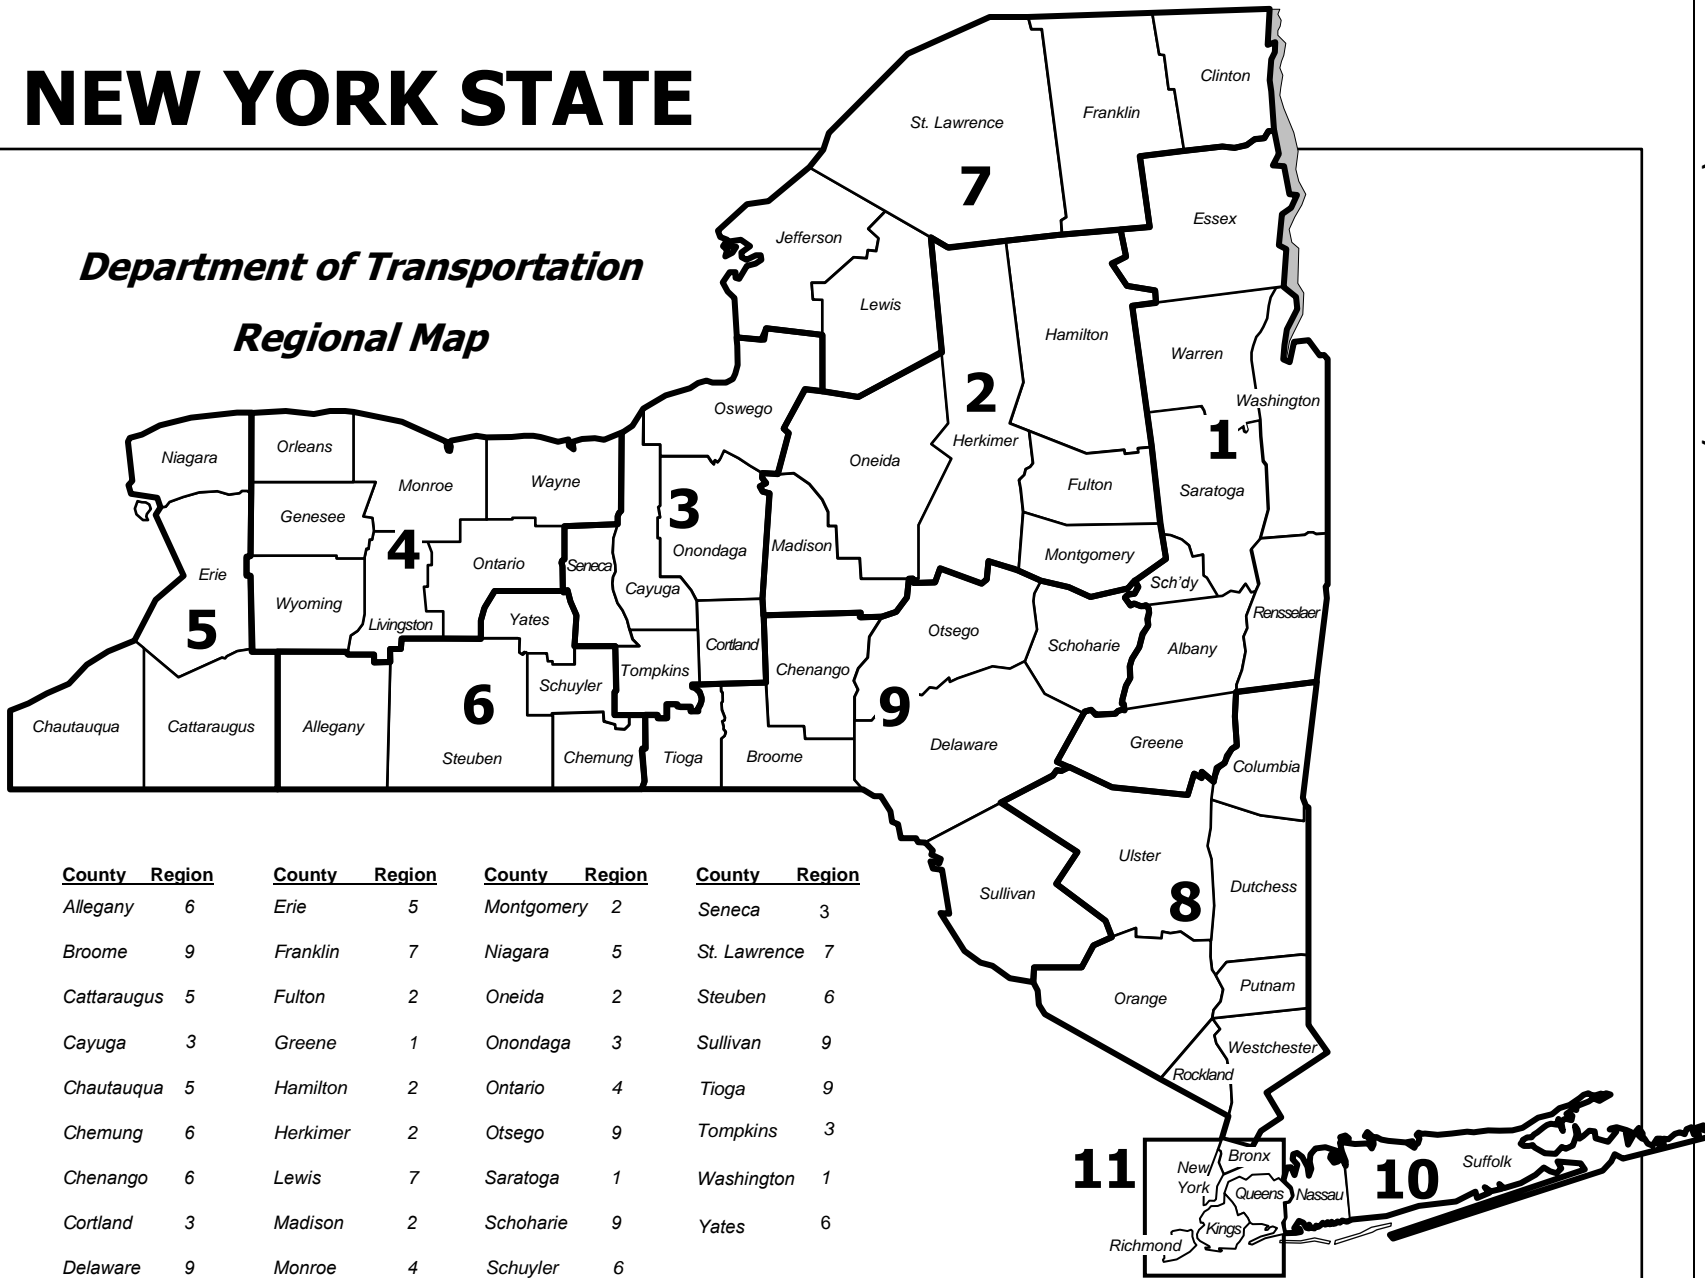 NEW YORK STATE
Department of Transportation
Regional Map
Clinton
Franklin
St. Lawrence
7
Essex
Jefferson
Lewis
Hamilton
Warren
2
Washington
Oswego
Herkimer
1
Orleans
Niagara
Oneida
Wayne
Monroe
Fulton
Saratoga
Genesee
3
4
Onondaga
Madison
Montgomery
Ontario
Seneca
Erie
Sch'dy
Cayuga
Wyoming
Rensselaer
Livingston
Yates
5
Otsego
Cortland
Schoharie
Albany
Tompkins
Chenango
Schuyler
6
9
Chautauqua
Cattaraugus
Allegany
Steuben
Chemung
Tioga
Broome
Delaware
Greene
Columbia
Ulster
Dutchess
Sullivan
8
Putnam
Orange
Westchester
Rockland
11
Bronx
New
York
Queens
Nassau
10
Suffolk
Kings
Richmond
County Region County Region County Region County Region
Allegany 6 Erie 5 Montgomery 2 Seneca 3
Broome 9 Franklin 7 Niagara 5 St. Lawrence 7
Cattaraugus 5 Fulton 2 Oneida 2 Steuben 6
Cayuga 3 Greene 1 Onondaga 3 Sullivan 9
Chautauqua 5 Hamilton 2 Ontario 4 Tioga 9
Chemung 6 Herkimer 2 Otsego 9 Tompkins 3
Chenango 6 Lewis 7 Saratoga 1 Washington 1
Cortland 3 Madison 2 Schoharie 9 Yates 6
Delaware 9 Monroe 4 Schuyler 6